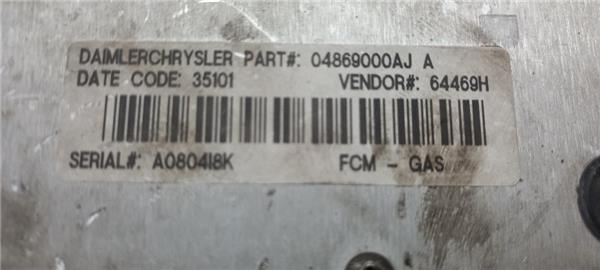 DAIMLERCHRYSLER PART#: 04869000AJ A
DATE CODE: 35101 VENDOR#: 64469H
SERIAL#: A080418K FCM - GAS